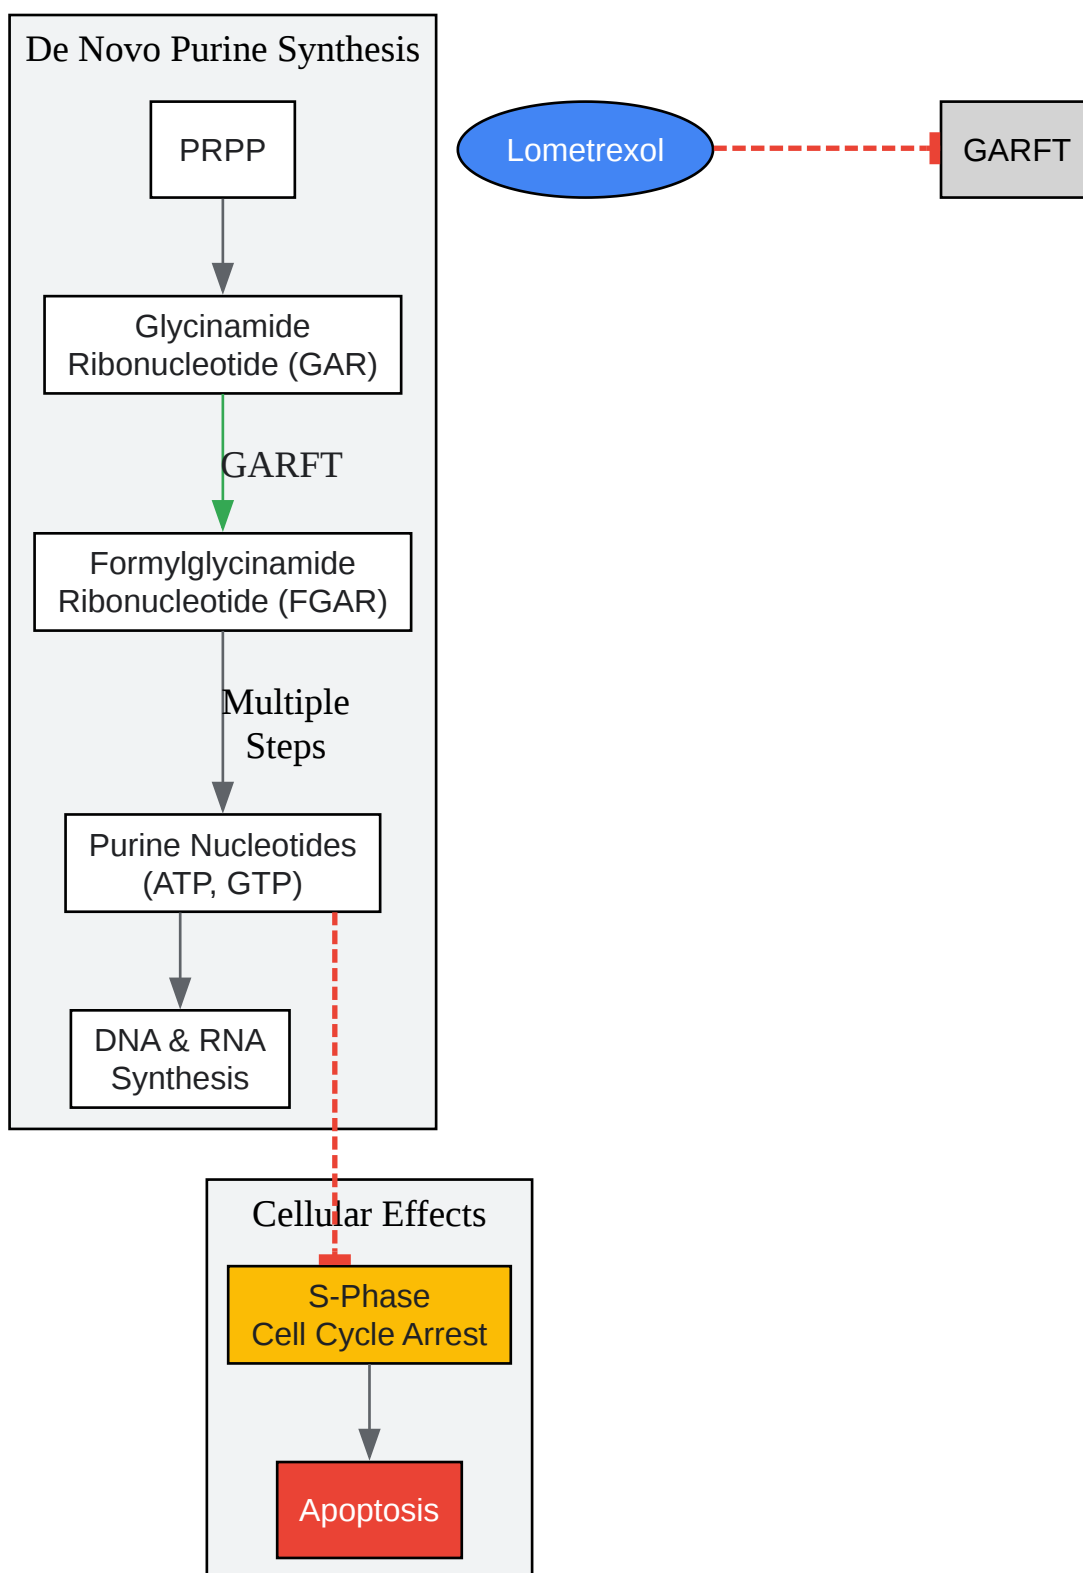 De Novo Purine Synthesis
PRPP
Lometrexol
GARFT
Glycinamide
Ribonucleotide (GAR)
GARFT
Formylglycinamide
Ribonucleotide (FGAR)
Multiple
Steps
Purine Nucleotides
(ATP, GTP)
DNA & RNA
Synthesis
Cellular Effects
S-Phase
Cell Cycle Arrest
Apoptosis